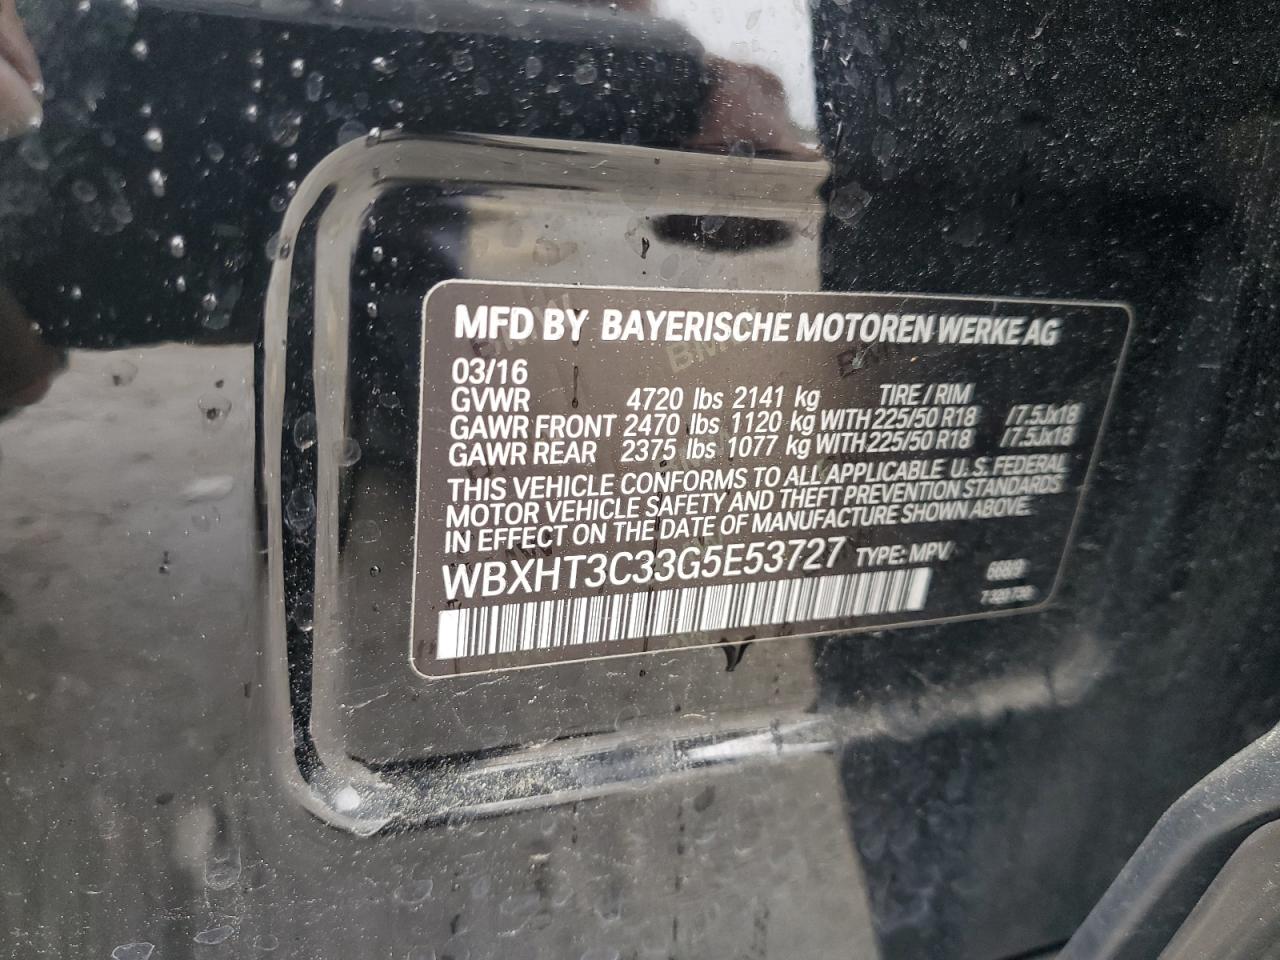 MFD BY BAYERISCHE MOTOREN WERKE AG
03/16
GVWR 4720 lbs 2141 kg TIRE / RIM
GAWR FRONT 2470 lbs 1120 kg WITH 225/50 R18 /7.5Jx18
GAWR REAR 2375 lbs 1077 kg WITH 225/50 R18 /7.5Jx18
THIS VEHICLE CONFORMS TO ALL APPLICABLE U.S. FEDERAL
MOTOR VEHICLE SAFETY AND THEFT PREVENTION STANDARDS
IN EFFECT ON THE DATE OF MANUFACTURE SHOWN ABOVE.
WBXHT3C33G5E53727 TYPE: MPV